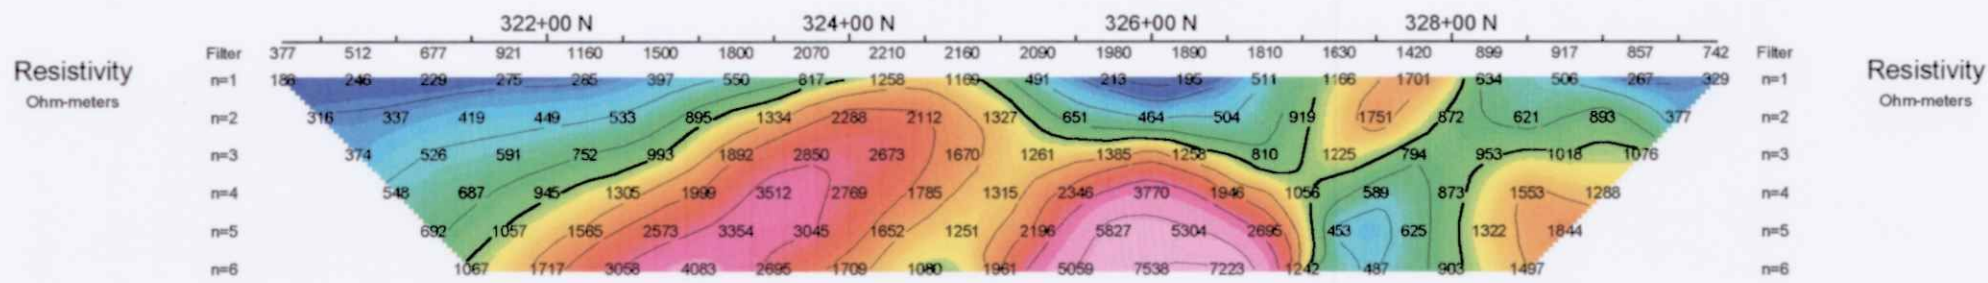 322+00 N 324+00 N 326+00 N 328+00 N
Filter 377 512 677 921 1160 1500 1800 2070 2210 2160 2090 1980 1890 1810 1630 1420 899 917 857 742 Filter
Resistivity Resistivity
n=1 186 246 229 275 285 397 550 817 1258 1169 491 213 195 511 1166 1701 634 506 267 329 n=1
Ohm-meters Ohm-meters
n=2 316 337 419 449 533 895 1334 2288 2112 1327 651 464 504 919 1751 872 621 893 377 n=2
n=3 374 526 591 752 993 1892 2850 2673 1670 1261 1385 1258 810 1225 794 953 1018 1076 n=3
n=4 548 687 945 1305 1999 3512 2769 1785 1315 2346 3770 1946 1056 589 873 1553 1288 n=4
n=5 692 1057 1565 2573 3354 3045 1652 1251 2196 5827 5304 2695 453 625 1322 1844 n=5
n=6 1067 1717 3058 4083 2695 1709 1080 1961 5059 7538 7223 1242 487 903 1497 n=6